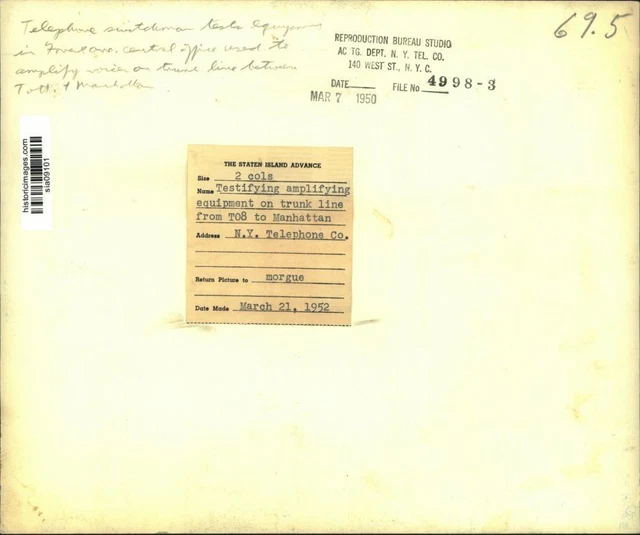 Telephone switchman tests equipment
in Forest ave. central office used to
amplify voices on trunk line between
Tott. & Manhattan
69.5
REPRODUCTION BUREAU STUDIO
AC TG. DEPT. N. Y. TEL. CO.
140 WEST ST., N. Y. C.
DATE
FILE NO 4998-3
MAR 7 1950
historicimages.com
sia09101
THE STATEN ISLAND ADVANCE
Size 2 cols
Name Testifying amplifying
equipment on trunk line
from TO8 to Manhattan
Address N.Y. Telephone Co.
Return Picture to morgue
Date Made March 21, 1952